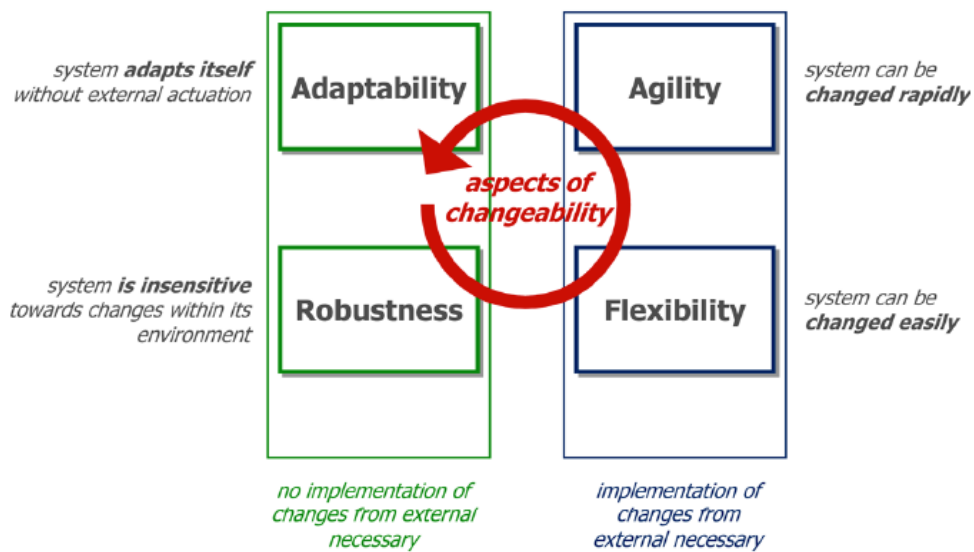 system adapts itself
without external actuation
Adaptability
Agility
system can be
changed rapidly
aspects of
changeability
system is insensitive
towards changes within its
environment
Robustness
Flexibility
system can be
changed easily
no implementation of
changes from external
necessary
implementation of
changes from
external necessary